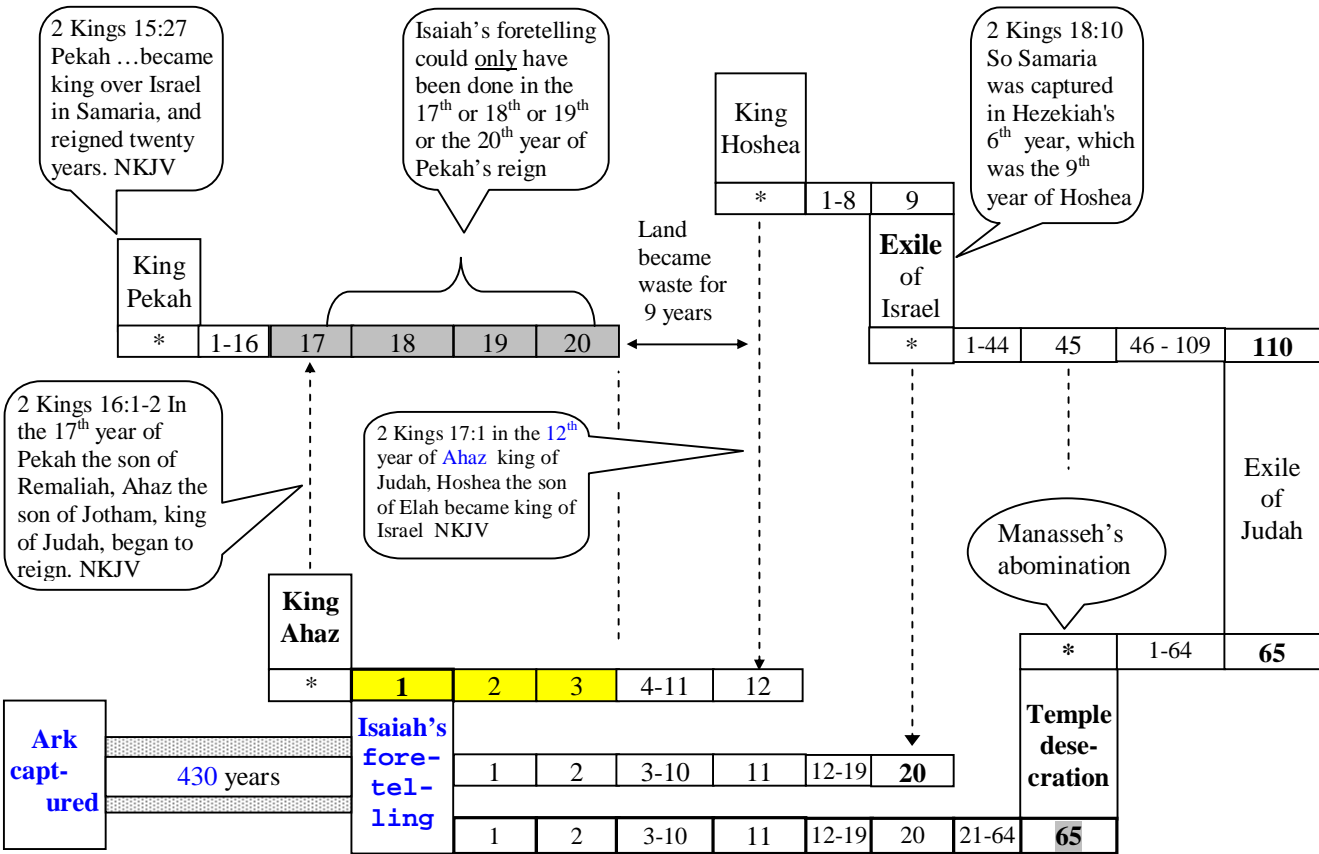 2 Kings 15:27
Pekah …became
king over Israel
in Samaria, and
reigned twenty
years. NKJV
Isaiah’s foretelling
could only have
been done in the
17th or 18th or 19th
or the 20th year of
Pekah’s reign
King
Hoshea
2 Kings 18:10
So Samaria
was captured
in Hezekiah's
6th year, which
was the 9th
year of Hoshea
* 1-8 9
King
Pekah
Land
became
waste for
9 years
Exile
of
Israel
* 1-16 17 18 19 20
* 1-44 45 46 - 109 110
2 Kings 16:1-2 In
the 17th year of
Pekah the son of
Remaliah, Ahaz the
son of Jotham, king
of Judah, began to
reign. NKJV
2 Kings 17:1 in the 12th
year of Ahaz king of
Judah, Hoshea the son
of Elah became king of
Israel NKJV
Exile
of
Judah
Manasseh’s
abomination
King
Ahaz
* 1-64 65
* 1 2 3 4-11 12
Ark
capt-
ured
430 years
Isaiah’s
fore-
tel-
ling
Temple
dese-
cration
1 2 3-10 11 12-19 20
1 2 3-10 11 12-19 20 21-64 65